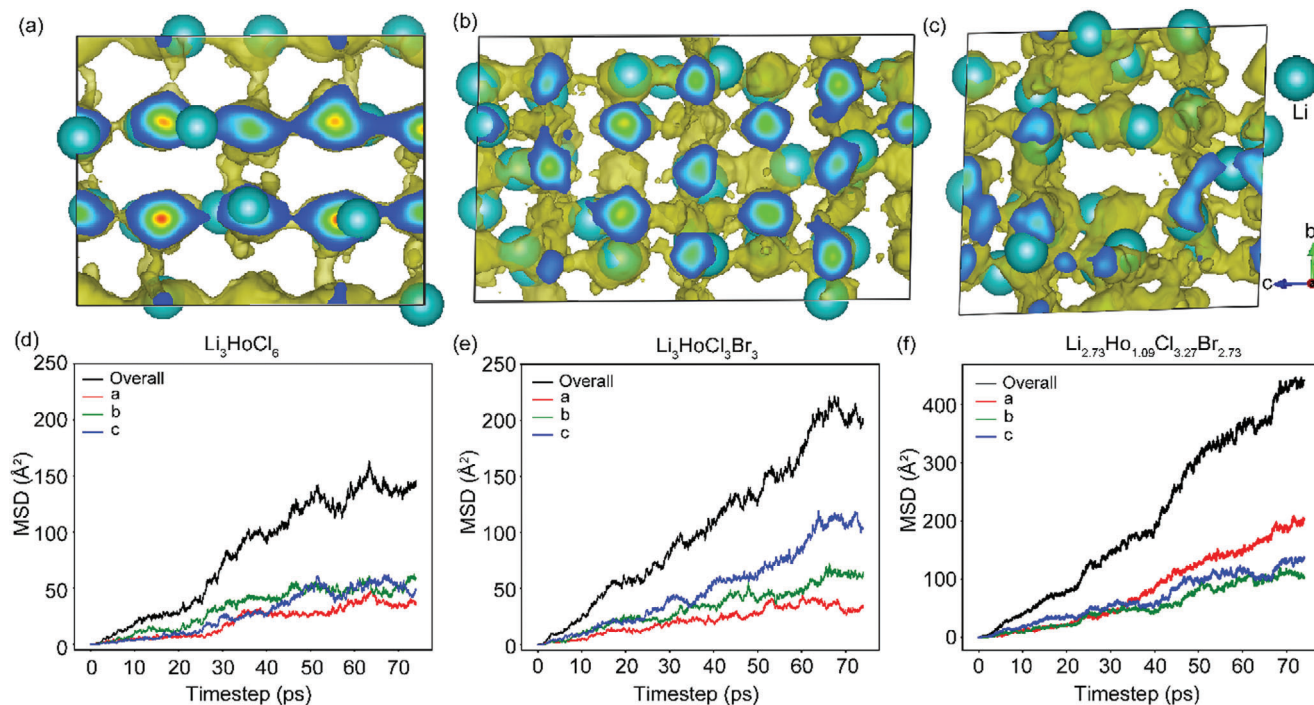 (a)
(b)
(c)
Li
b
c
(d)
Li₃HoCl₆
250
200
150
100
50
0
MSD (Å²)
Overall
a
b
c
0 10 20 30 40 50 60 70
Timestep (ps)
(e)
Li₃HoCl₃Br₃
250
200
150
100
50
0
MSD (Å²)
Overall
a
b
c
0 10 20 30 40 50 60 70
Timestep (ps)
(f)
Li₂.₇₃Ho₁.₀₉Cl₃.₂₇Br₂.₇₃
400
300
200
100
0
MSD (Å²)
Overall
a
b
c
0 10 20 30 40 50 60 70
Timestep (ps)